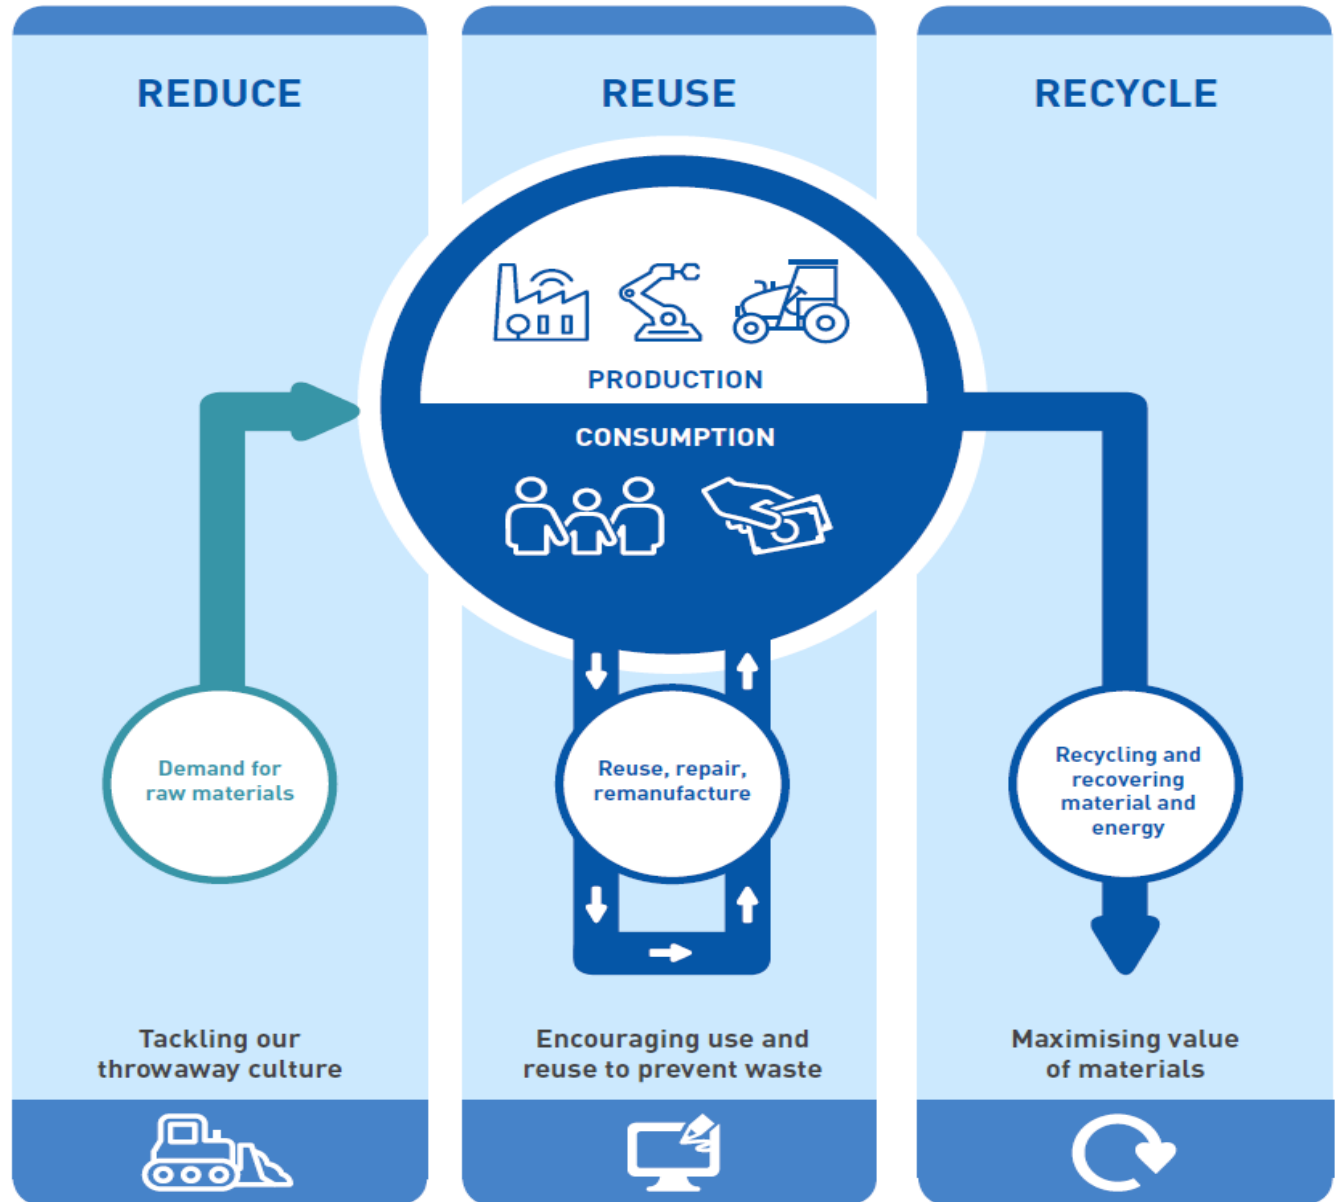 REDUCE
REUSE
RECYCLE
PRODUCTION
CONSUMPTION
Demand for
raw materials
Reuse, repair,
remanufacture
Recycling and
recovering
material and
energy
Tackling our
throwaway culture
Encouraging use and
reuse to prevent waste
Maximising value
of materials